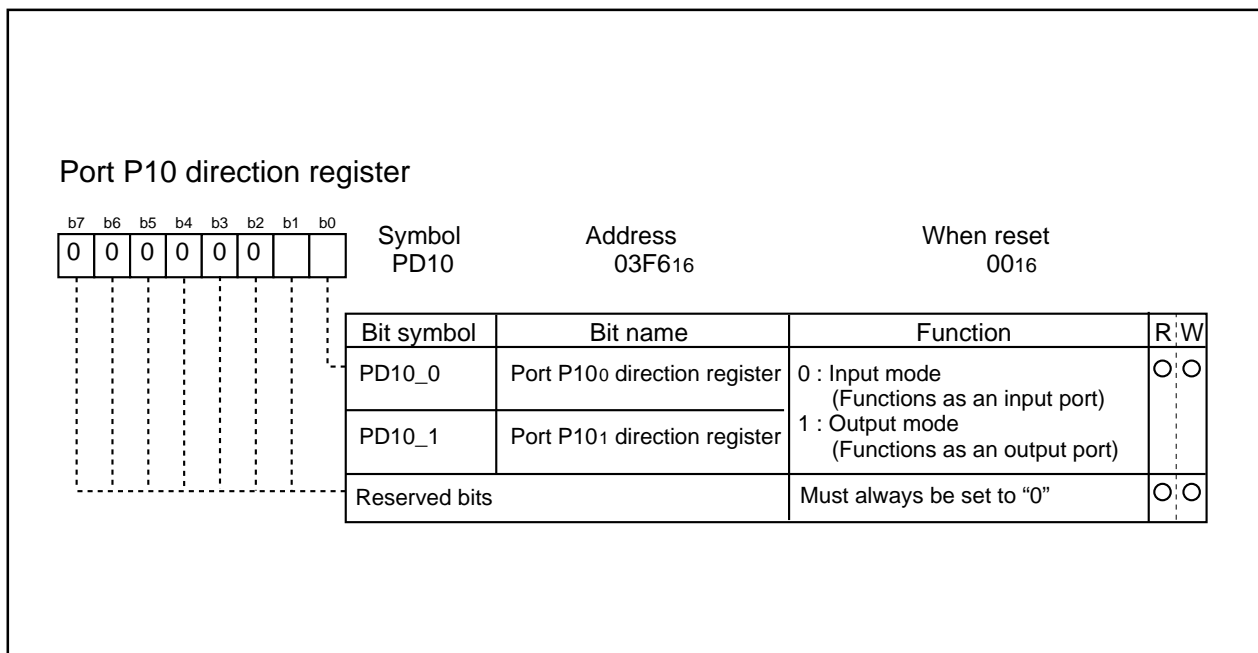 Port P10 direction register
b7 b6 b5 b4 b3 b2 b1 b0
0 0 0 0 0 0
Symbol Address When reset
PD10 03F616 0016
Bit symbol Bit name Function R W
PD10_0 Port P100 direction register 0 : Input mode
(Functions as an input port)
PD10_1 Port P101 direction register 1 : Output mode
(Functions as an output port)
Reserved bits Must always be set to “0”